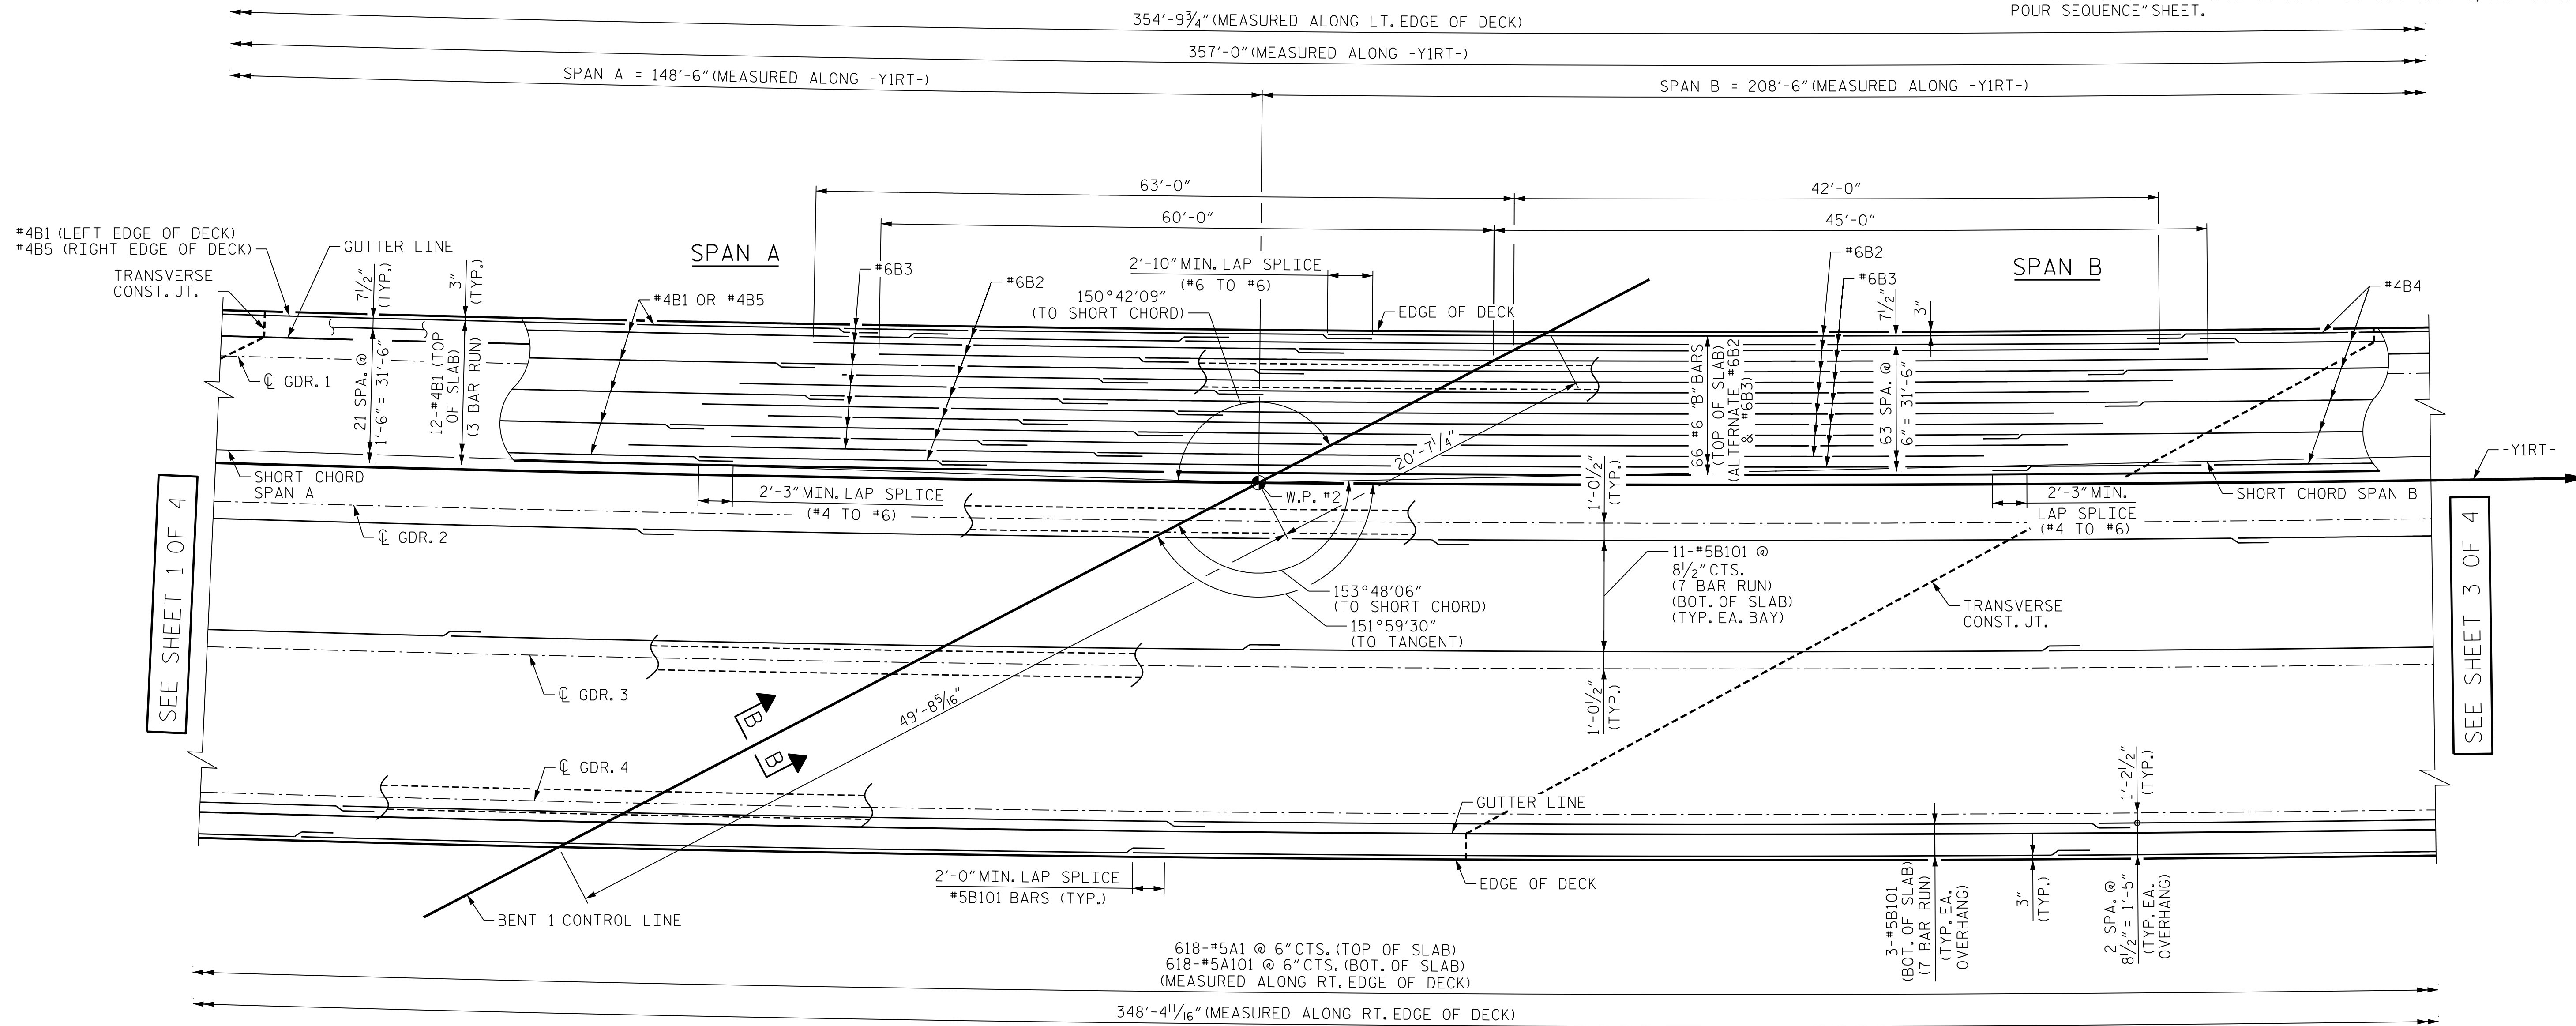 POUR SEQUENCE" SHEET.
354'-9¾" (MEASURED ALONG LT. EDGE OF DECK)
357'-0" (MEASURED ALONG -Y1RT-)
SPAN A = 148'-6" (MEASURED ALONG -Y1RT-)
SPAN B = 208'-6" (MEASURED ALONG -Y1RT-)
63'-0"
42'-0"
60'-0"
45'-0"
#4B1 (LEFT EDGE OF DECK)
#4B5 (RIGHT EDGE OF DECK)
GUTTER LINE
TRANSVERSE
CONST. JT.
7½"
(TYP.)
3"
(TYP.)
SPAN A
#4B1 OR #4B5
#6B3
#6B2
2'-10" MIN. LAP SPLICE
(#6 TO #6)
150°42'09"
(TO SHORT CHORD)
EDGE OF DECK
#6B2
#6B3
7½"
3"
SPAN B
#4B4
℄ GDR. 1
21 SPA. @
1'-6" = 31'-6"
12-#4B1 (TOP
OF SLAB)
(3 BAR RUN)
66-#6 "B" BARS
(TOP OF SLAB)
(ALTERNATE #6B2
& #6B3)
63 SPA. @
6" = 31'-6"
20'-7¼"
SHORT CHORD
SPAN A
-Y1RT-
2'-3" MIN. LAP SPLICE
(#4 TO #6)
W.P. #2
1'-0½"
(TYP.)
2'-3" MIN.
LAP SPLICE
(#4 TO #6)
SHORT CHORD SPAN B
℄ GDR. 2
SEE SHEET 1 OF 4
SEE SHEET 3 OF 4
11-#5B101 @
8½" CTS.
(7 BAR RUN)
(BOT. OF SLAB)
(TYP. EA. BAY)
153°48'06"
(TO SHORT CHORD)
151°59'30"
(TO TANGENT)
TRANSVERSE
CONST. JT.
℄ GDR. 3
49'-8⁵⁄₁₆"
1'-0½"
(TYP.)
B
B
℄ GDR. 4
GUTTER LINE
1'-2½"
(TYP.)
2'-0" MIN. LAP SPLICE
#5B101 BARS (TYP.)
EDGE OF DECK
3-#5B101
(BOT. OF SLAB)
(7 BAR RUN)
(TYP. EA.
OVERHANG)
3"
(TYP.)
2 SPA. @
8½" = 1'-5"
(TYP. EA.
OVERHANG)
BENT 1 CONTROL LINE
618-#5A1 @ 6" CTS. (TOP OF SLAB)
618-#5A101 @ 6" CTS. (BOT. OF SLAB)
(MEASURED ALONG RT. EDGE OF DECK)
348'-4¹¹⁄₁₆" (MEASURED ALONG RT. EDGE OF DECK)